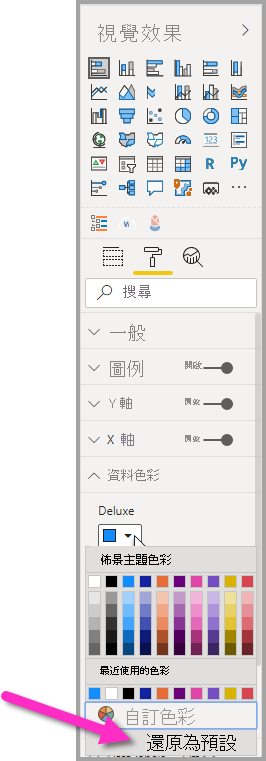 視覺效果
123
R Py
搜尋
一般
圖例 開啟
Y 軸 開啟
X 軸 開啟
資料色彩
Deluxe
佈景主題色彩
最近使用的色彩
自訂色彩
還原為預設